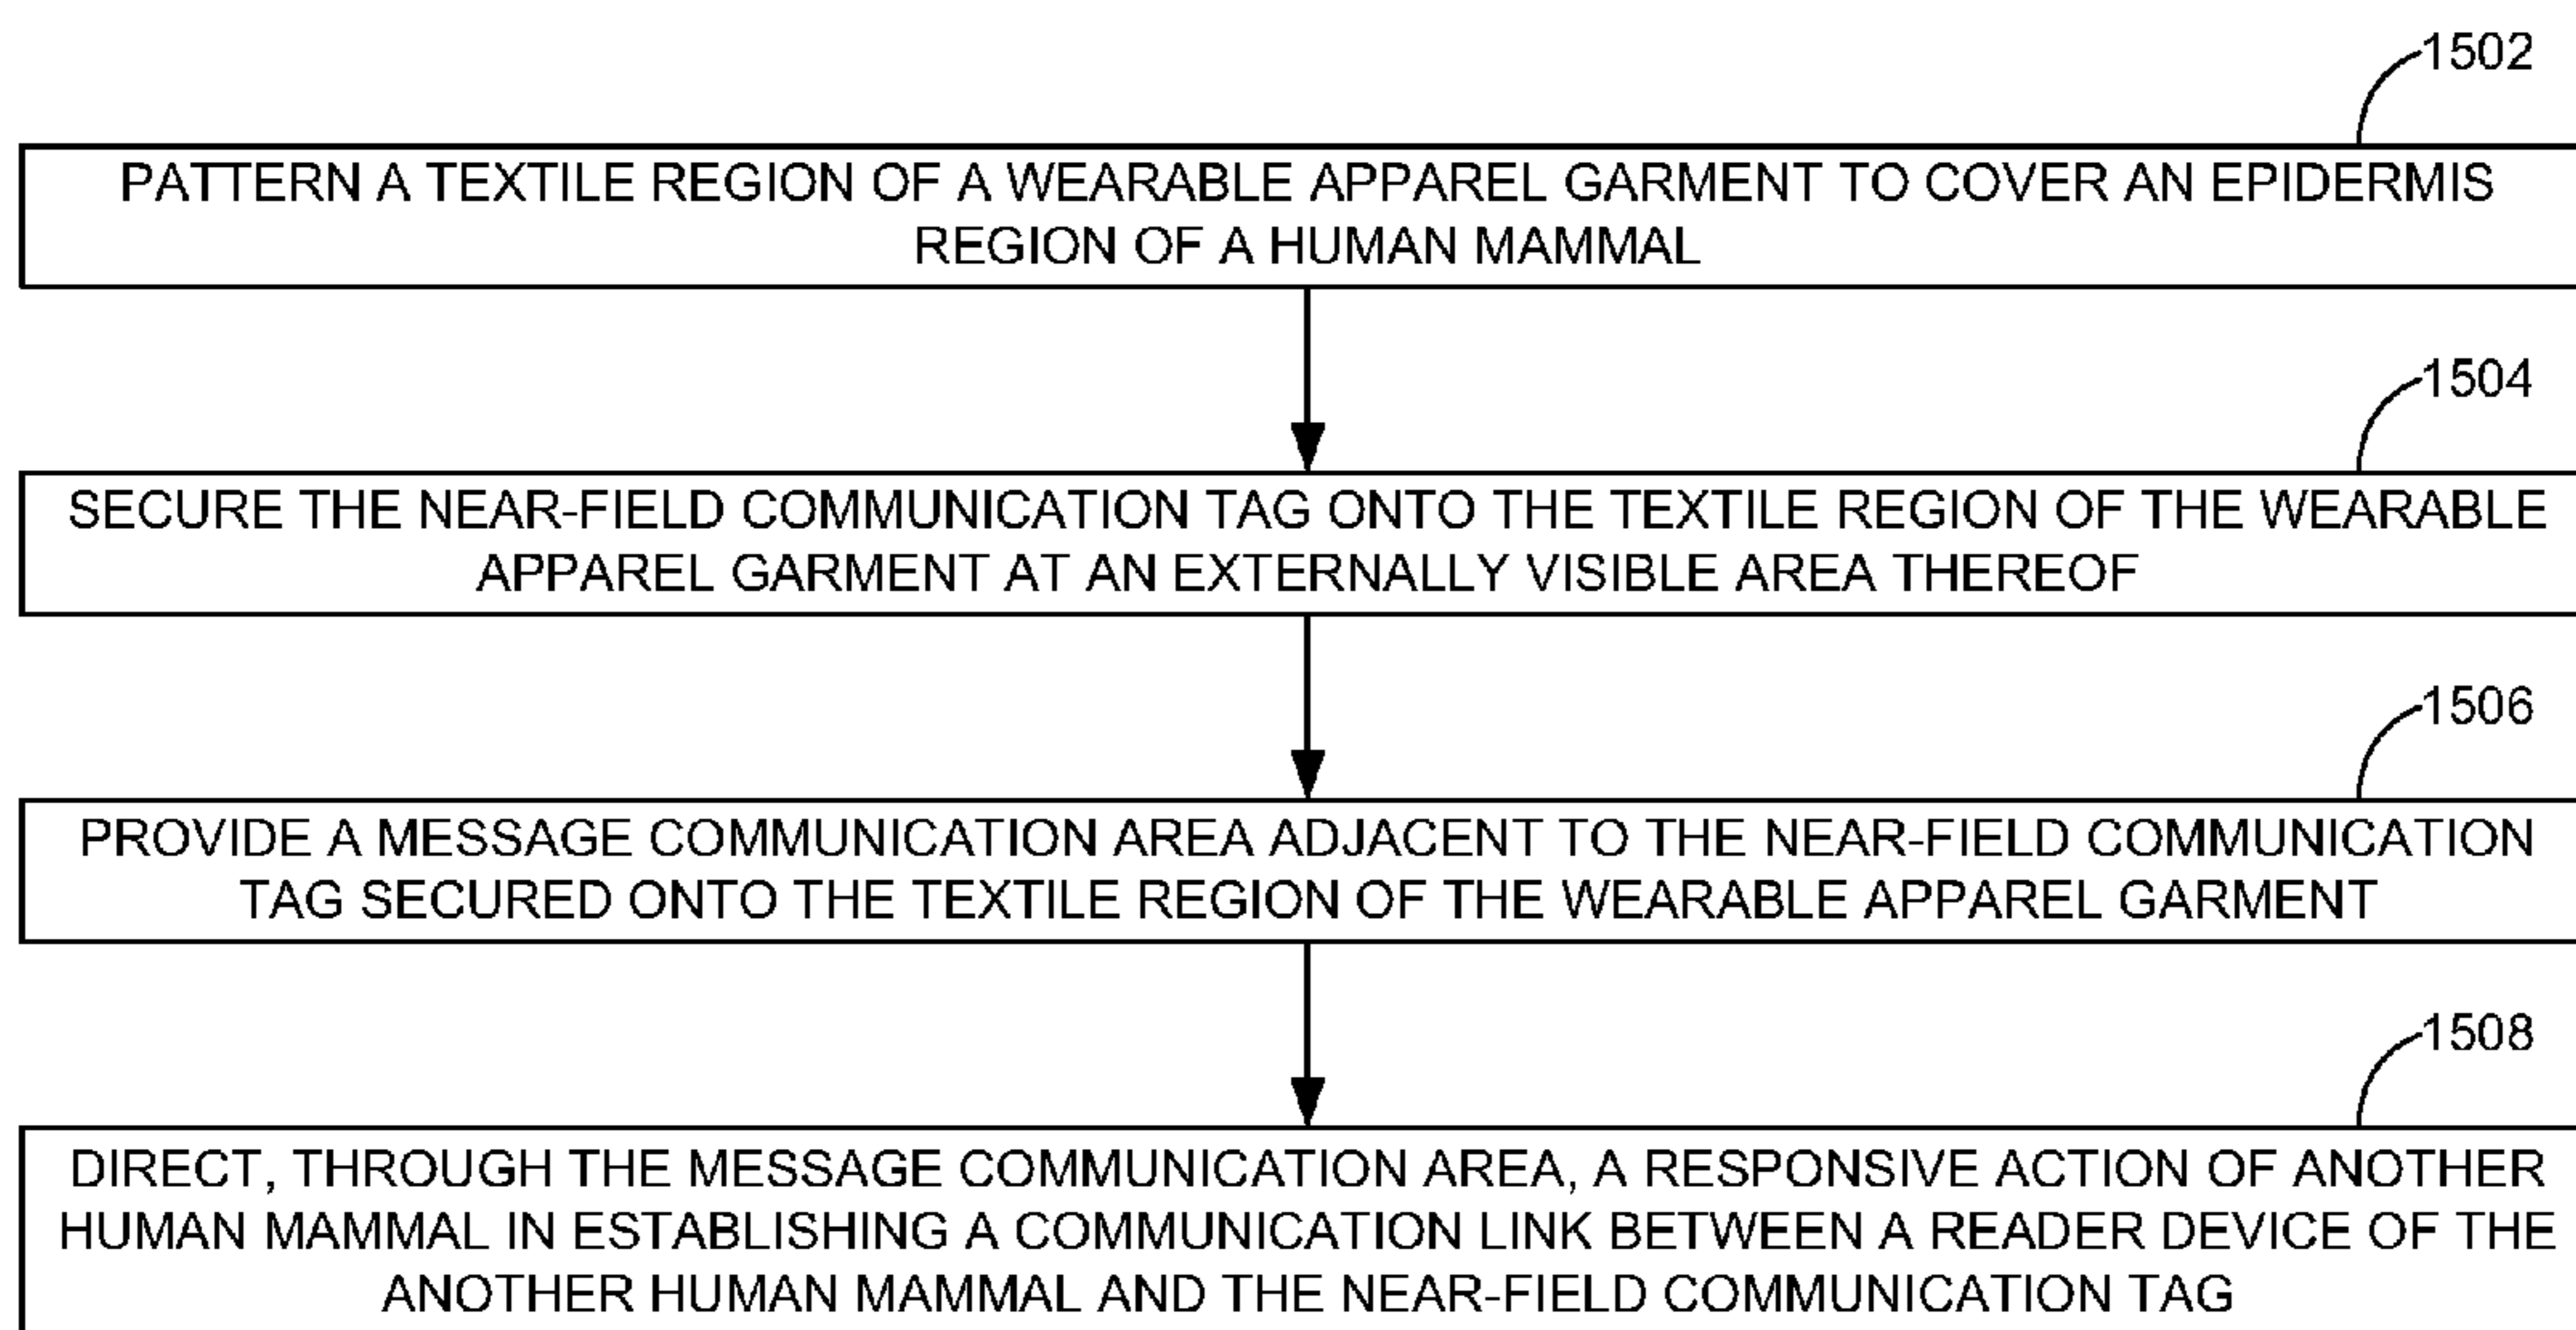 1502
PATTERN A TEXTILE REGION OF A WEARABLE APPAREL GARMENT TO COVER AN EPIDERMIS
REGION OF A HUMAN MAMMAL
1504
SECURE THE NEAR-FIELD COMMUNICATION TAG ONTO THE TEXTILE REGION OF THE WEARABLE
APPAREL GARMENT AT AN EXTERNALLY VISIBLE AREA THEREOF
1506
PROVIDE A MESSAGE COMMUNICATION AREA ADJACENT TO THE NEAR-FIELD COMMUNICATION
TAG SECURED ONTO THE TEXTILE REGION OF THE WEARABLE APPAREL GARMENT
1508
DIRECT, THROUGH THE MESSAGE COMMUNICATION AREA, A RESPONSIVE ACTION OF ANOTHER
HUMAN MAMMAL IN ESTABLISHING A COMMUNICATION LINK BETWEEN A READER DEVICE OF THE
ANOTHER HUMAN MAMMAL AND THE NEAR-FIELD COMMUNICATION TAG